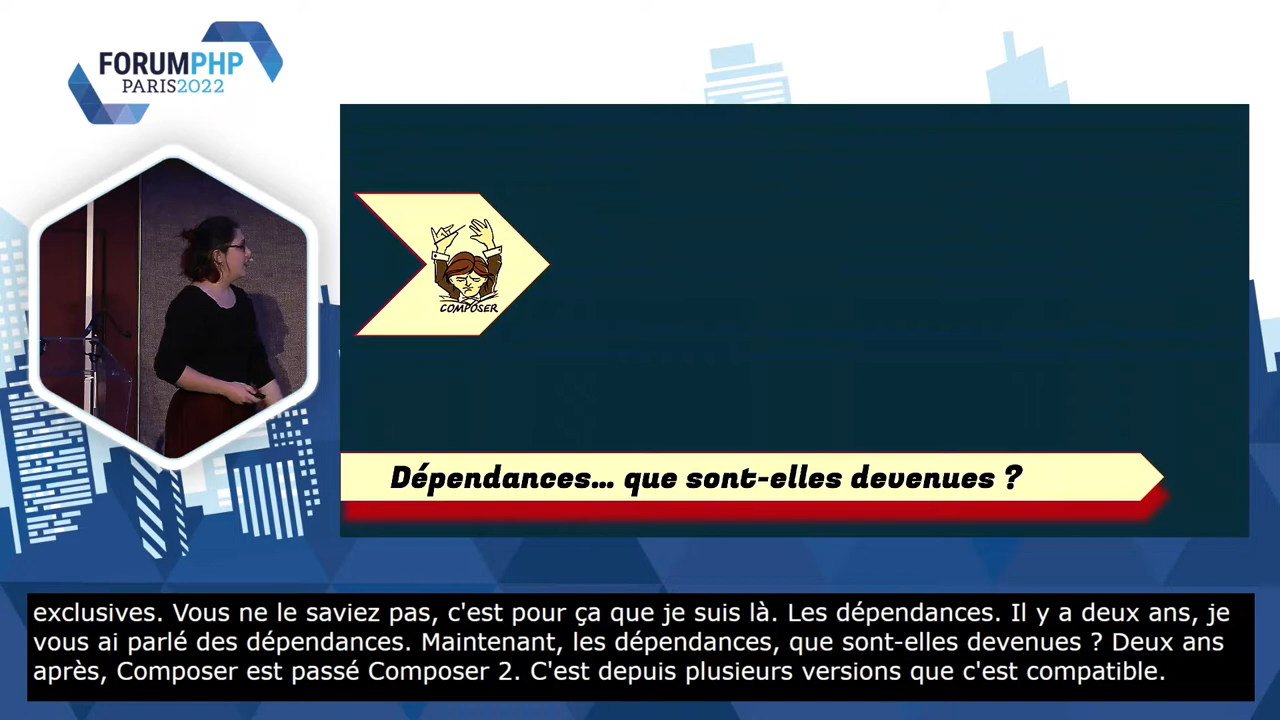 FORUMPHP
PARIS2022
COMPOSER
Dépendances... que sont-elles devenues ?
exclusives. Vous ne le saviez pas, c'est pour ça que je suis là. Les dépendances. Il y a deux ans, je
vous ai parlé des dépendances. Maintenant, les dépendances, que sont-elles devenues ? Deux ans
après, Composer est passé Composer 2. C'est depuis plusieurs versions que c'est compatible.